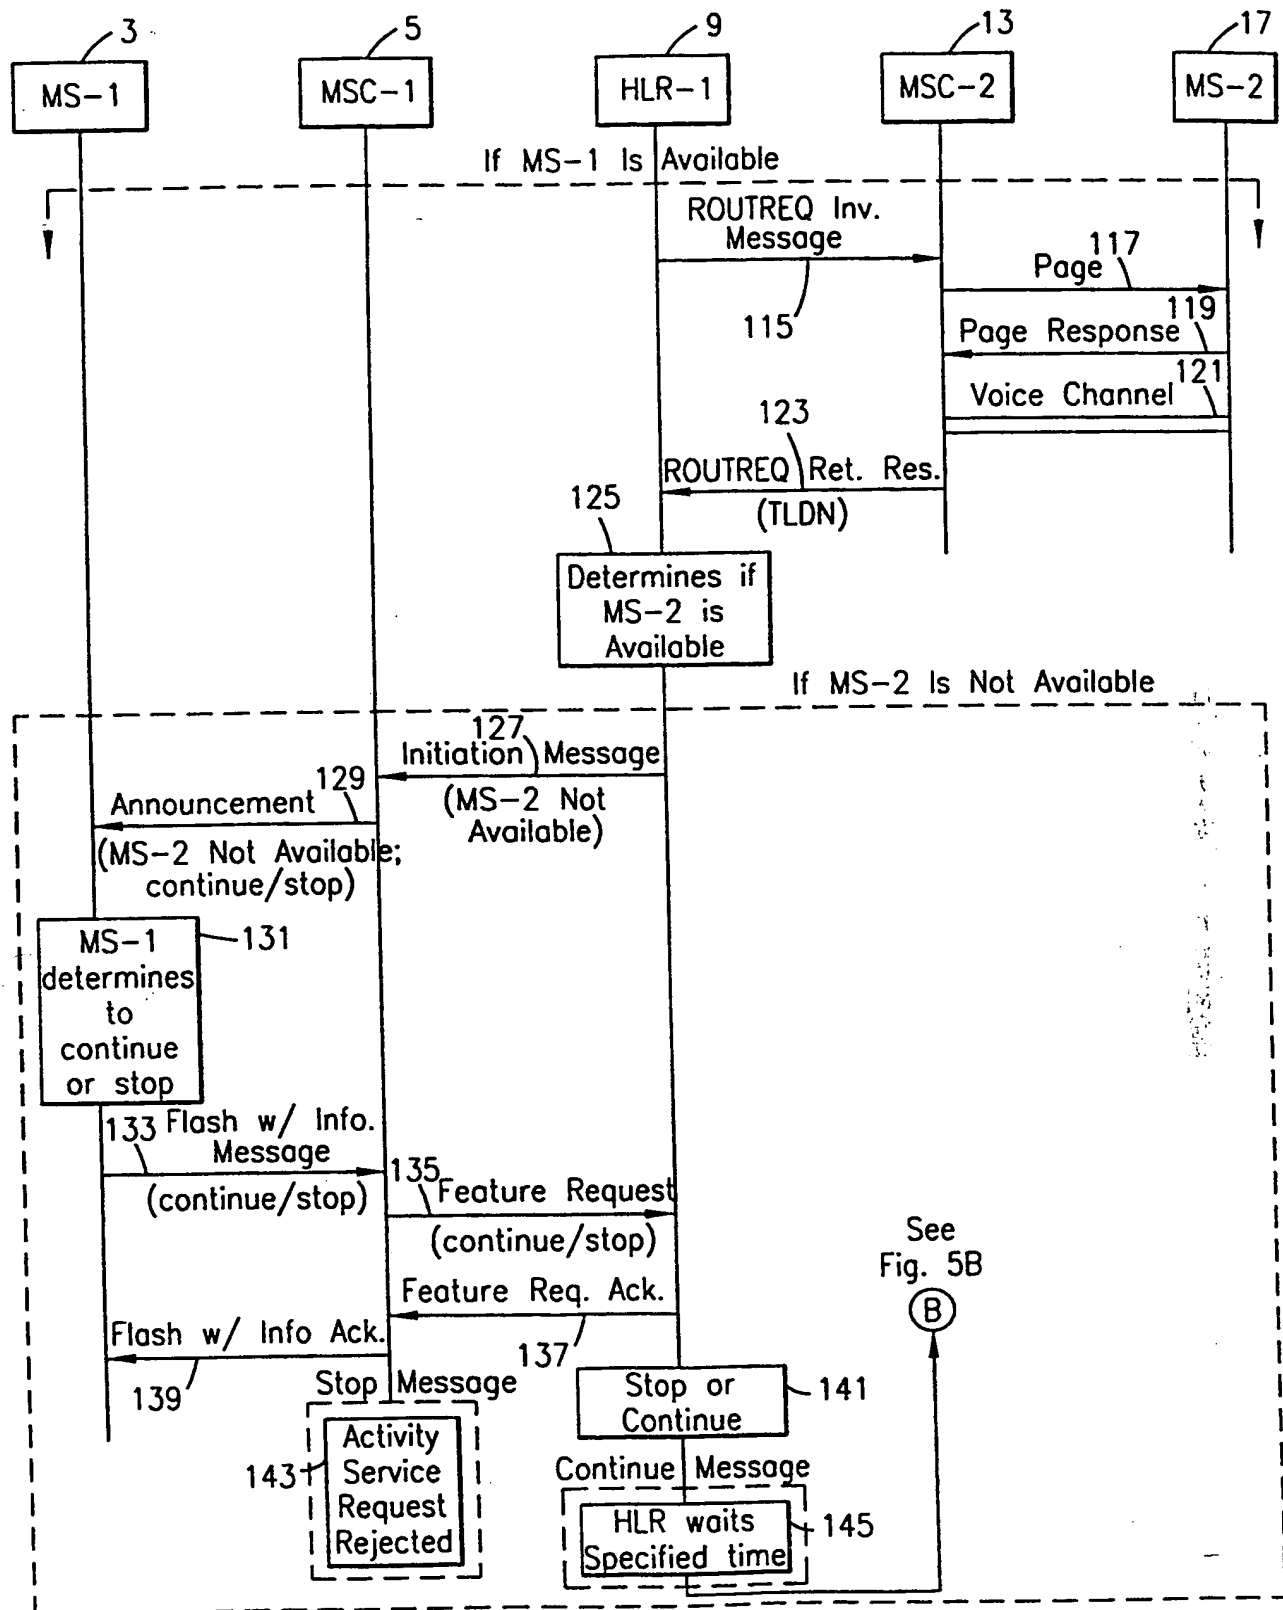 3
5
9
13
17
MS-1
MSC-1
HLR-1
MSC-2
MS-2
If MS-1 Is Available
ROUTREQ Inv.
Message
115
Page
117
119
Page Response
121
Voice Channel
123
ROUTREQ Ret. Res.
(TLDN)
125
Determines if
MS-2 is
Available
If MS-2 Is Not Available
127
Initiation Message
(MS-2 Not
Available)
129
Announcement
(MS-2 Not Available;
continue/stop)
MS-1
determines
to
continue
or stop
131
133
Flash w/ Info.
Message
(continue/stop)
135
Feature Request
(continue/stop)
See
Fig. 5B
B
Feature Req. Ack.
137
Flash w/ Info Ack.
139
Stop Message
Activity
Service
Request
Rejected
143
Stop or
Continue
141
Continue Message
HLR waits
Specified time
145